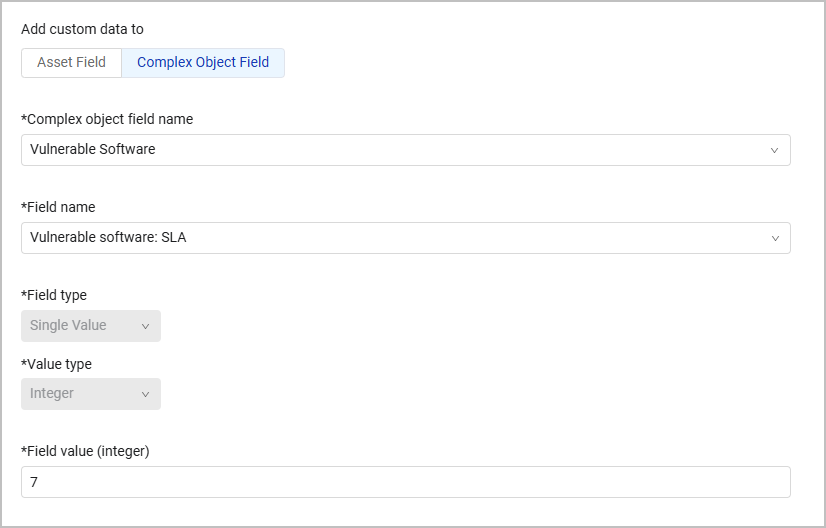 Add custom data to
Asset Field Complex Object Field
*Complex object field name
Vulnerable Software
*Field name
Vulnerable software: SLA
*Field type
Single Value
*Value type
Integer
*Field value (integer)
7